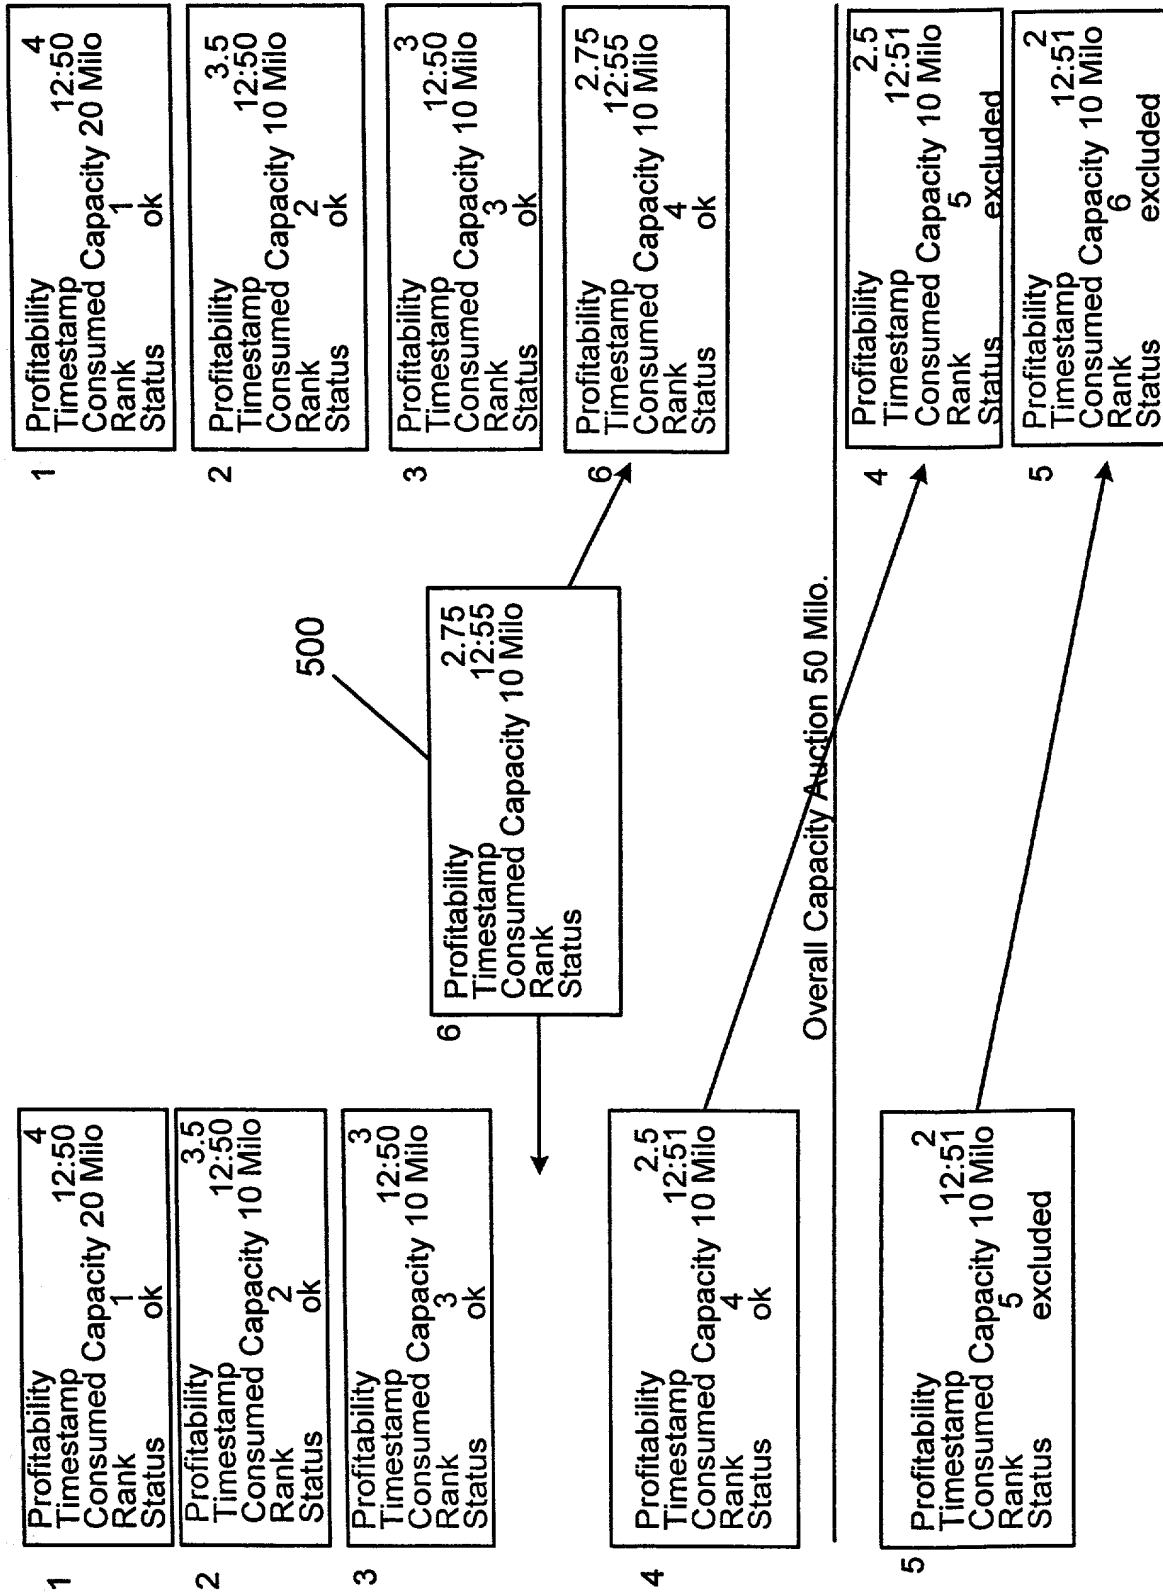 1
Profitability 4
Timestamp 12:50
Consumed Capacity 20 Milo
Rank 1
Status ok
2
Profitability 3.5
Timestamp 12:50
Consumed Capacity 10 Milo
Rank 2
Status ok
3
Profitability 3
Timestamp 12:50
Consumed Capacity 10 Milo
Rank 3
Status ok
4
Profitability 2.5
Timestamp 12:51
Consumed Capacity 10 Milo
Rank 4
Status ok
5
Profitability 2
Timestamp 12:51
Consumed Capacity 10 Milo
Rank 5
Status excluded
500
6
Profitability 2.75
Timestamp 12:55
Consumed Capacity 10 Milo
Rank
Status
Overall Capacity Auction 50 Milo.
1
Profitability 4
Timestamp 12:50
Consumed Capacity 20 Milo
Rank 1
Status ok
2
Profitability 3.5
Timestamp 12:50
Consumed Capacity 10 Milo
Rank 2
Status ok
3
Profitability 3
Timestamp 12:50
Consumed Capacity 10 Milo
Rank 3
Status ok
6
Profitability 2.75
Timestamp 12:55
Consumed Capacity 10 Milo
Rank 4
Status ok
4
Profitability 2.5
Timestamp 12:51
Consumed Capacity 10 Milo
Rank 5
Status excluded
5
Profitability 2
Timestamp 12:51
Consumed Capacity 10 Milo
Rank 6
Status excluded